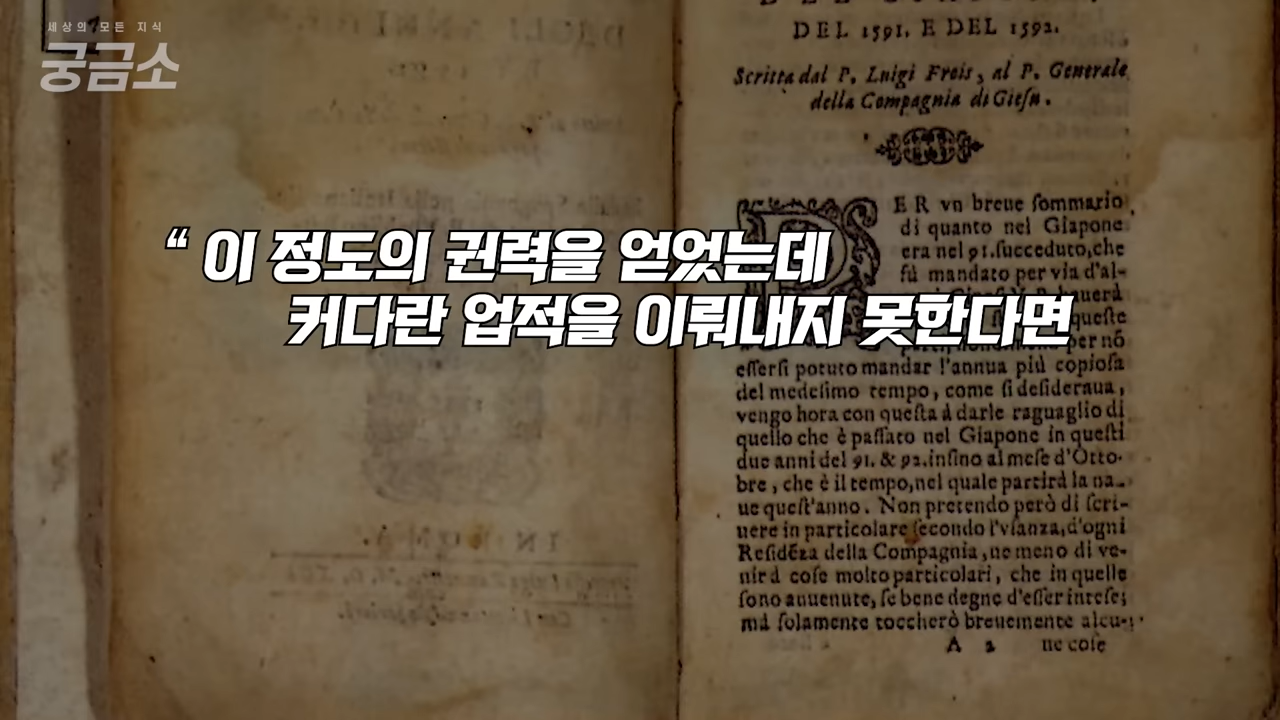 세상의 모든 지식
궁금소
DEL 1591. E DEL 1592.
Scritta dal P. Luigi Frois, al P. Generale
della Compagnia di Gieſu.
“ 이 정도의 권력을 얻었는데
커다란 업적을 이뤄내지 못한다면
PER vn breue ſommario
di quanto nel Giapone
era nel 91. ſucceduto, che
fù mandato per via d'al-
queſte
per nõ
eſſerſi potuto mandar l'annua più copioſa
del medeſimo tempo, come ſi deſideraua,
vengo hora con queſta à darle raguaglio di
quello che è paſſato nel Giapone in queſti
due anni del 91. & 92. inſino al meſe d'Otto-
bre, che è il tempo, nel quale partirà la na-
ue queſt'anno. Non pretendo però di ſcri-
uere in particolare ſecondo l'vſanza, d'ogni
Reſidẽza della Compagnia, ne meno di ve-
nir à coſe molto particolari, che in quelle
ſono auuenute, ſe bene degne d'eſſer inteſe;
mà ſolamente toccherò breuemente alcu-
A 2 ne coſe